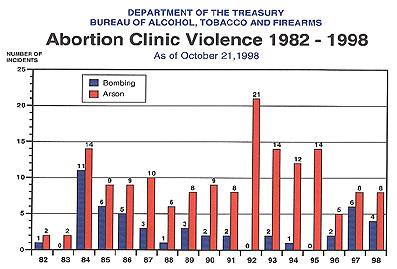 DEPARTMENT OF THE TREASURY
BUREAU OF ALCOHOL, TOBACCO AND FIREARMS
Abortion Clinic Violence 1982 - 1998
As of October 21,1998
NUMBER OF
INCIDENTS
25
20
15
10
5
0
Bombing
Arson
1 2 0 2 11 14 6 9 5 9 3 10 1 6 3 8 2 9 2 8 0 21 2 14 1 12 0 14 2 5 6 8 4 8
82 83 84 85 86 87 88 89 90 91 92 93 94 95 96 97 98